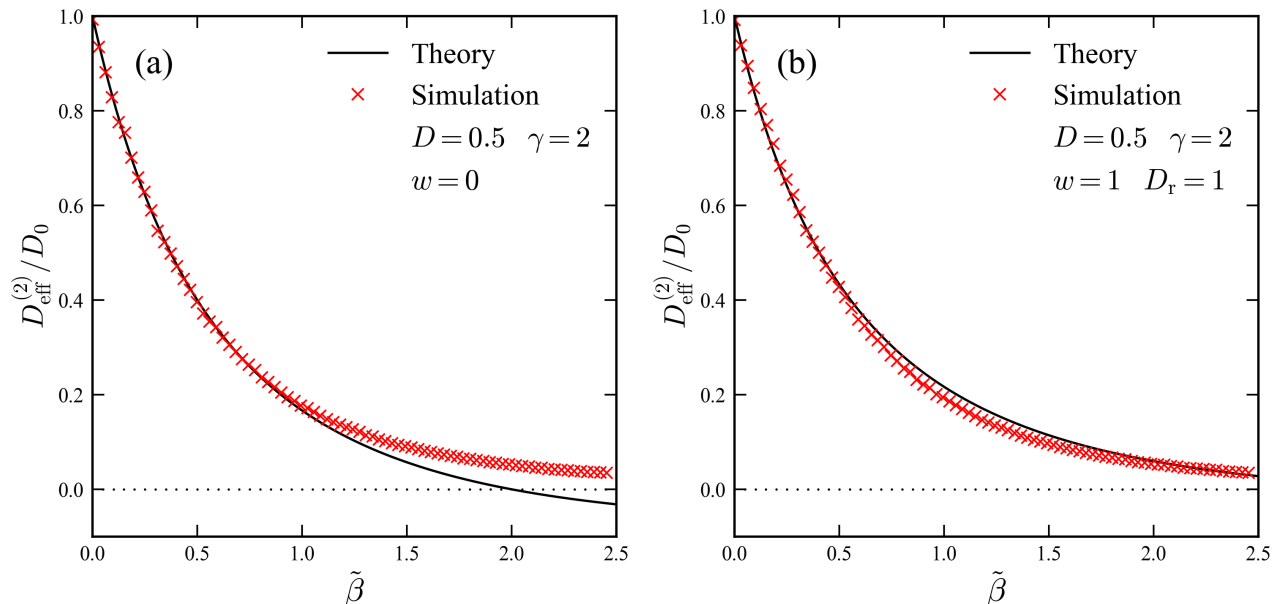 (a)
Theory
Simulation
D = 0.5 γ = 2
w = 0
1.0
0.8
0.6
0.4
0.2
0.0
0.0 0.5 1.0 1.5 2.0 2.5
D_eff^(2)/D_0
β̃
(b)
Theory
Simulation
D = 0.5 γ = 2
w = 1 D_r = 1
1.0
0.8
0.6
0.4
0.2
0.0
0.0 0.5 1.0 1.5 2.0 2.5
D_eff^(2)/D_0
β̃